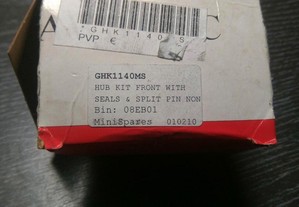 *GHK1140*S
PVP €
GHK1140MS
HUB KIT FRONT WITH
SEALS & SPLIT PIN NON
Bin: 08EB01
MiniSpares 010210